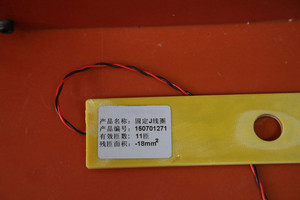 产品名称: 固定J线圈
产品编号: 150701271
有效匝数: 11匝
残匝面积: -18mm²